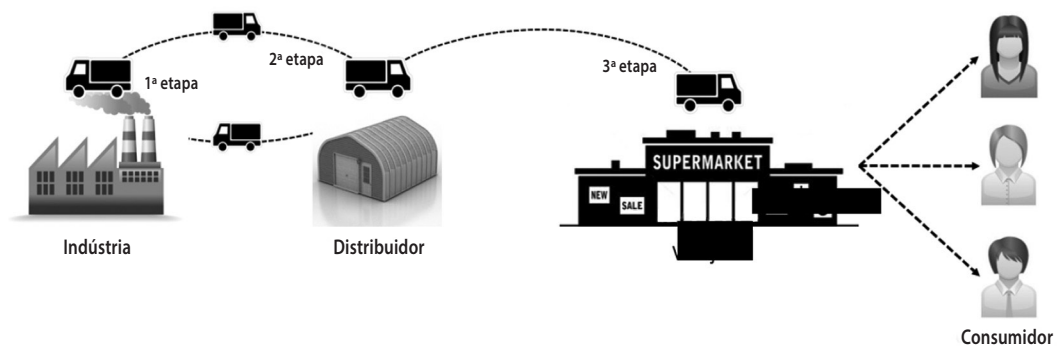 1ª etapa
2ª etapa
3ª etapa
SUPERMARKET
NEW
SALE
Indústria
Distribuidor
Consumidor